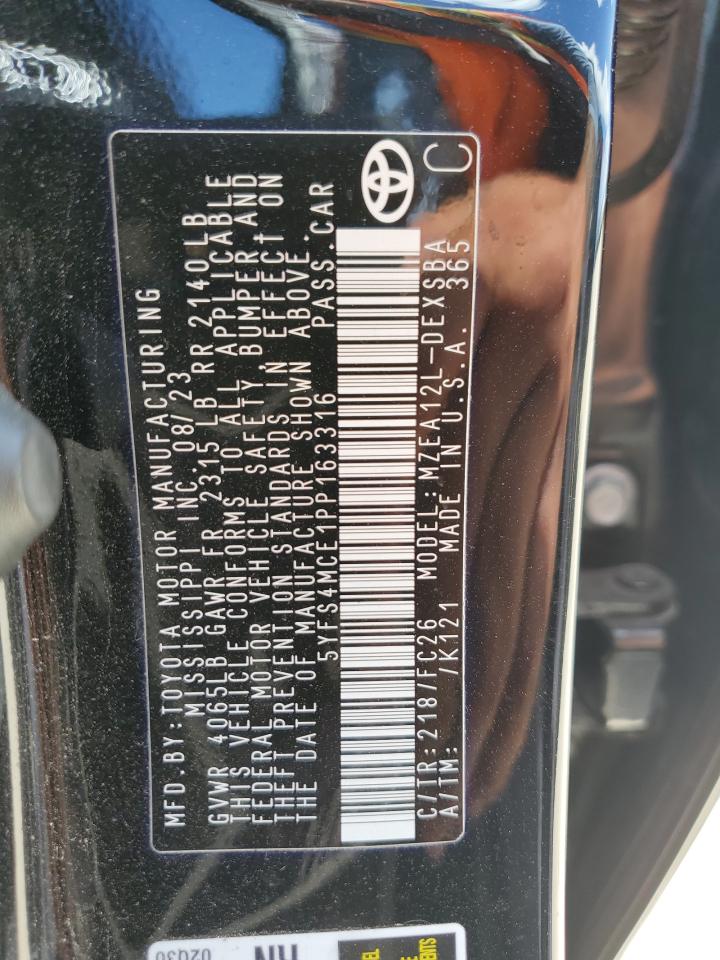 MFD.BY:TOYOTA MOTOR MANUFACTURING
MISSISSIPPI INC. 08/23
GVWR 4065LB GAWR FR 2315 LB RR 2140LB
THIS VEHICLE CONFORMS TO ALL APPLICABLE
FEDERAL MOTOR VEHICLE SAFETY, BUMPER AND
THEFT PREVENTION STANDARDS IN EFFECT ON
THE DATE OF MANUFACTURE SHOWN ABOVE.
5YFS4MCE1PP163316 PASS.CAR
C/TR:218/FC26 MODEL:MZEA12L-DEXSBA
A/TM: /K121 MADE IN U.S.A. 365
C